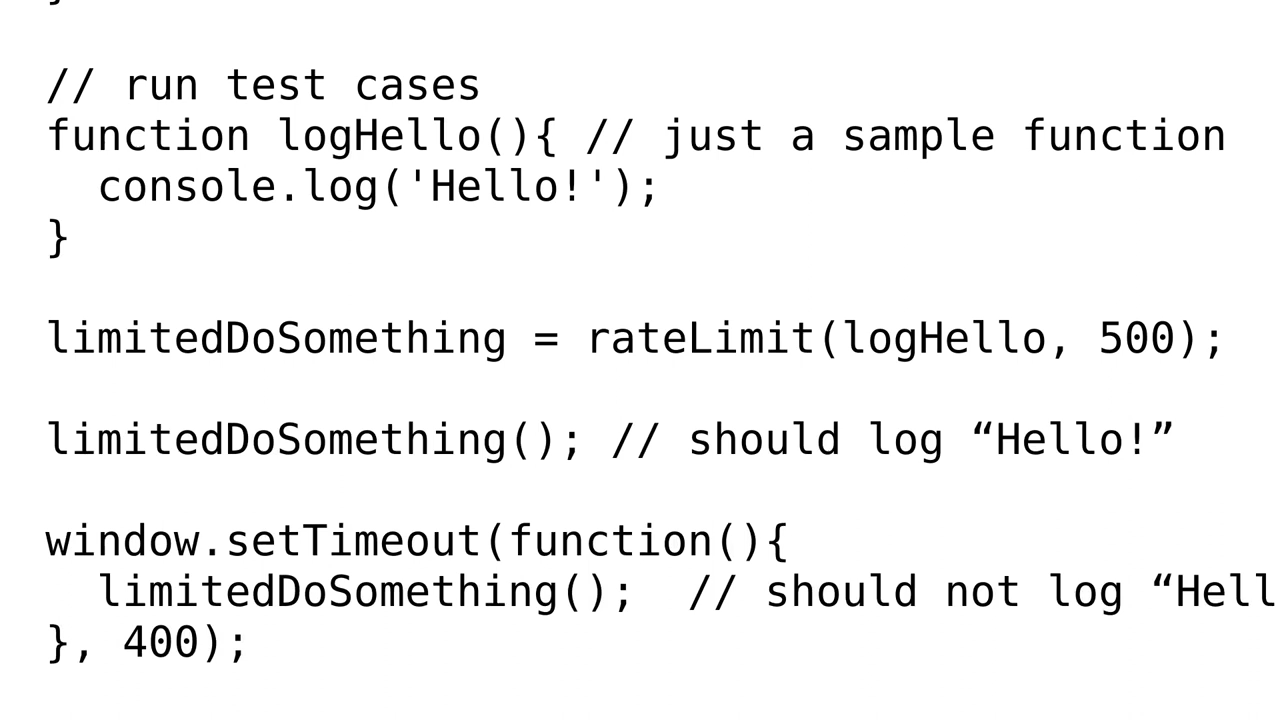 }
// run test cases
function logHello(){ // just a sample function
  console.log('Hello!');
}
limitedDoSomething = rateLimit(logHello, 500);
limitedDoSomething(); // should log “Hello!”
window.setTimeout(function(){
  limitedDoSomething();  // should not log “Hell
}, 400);